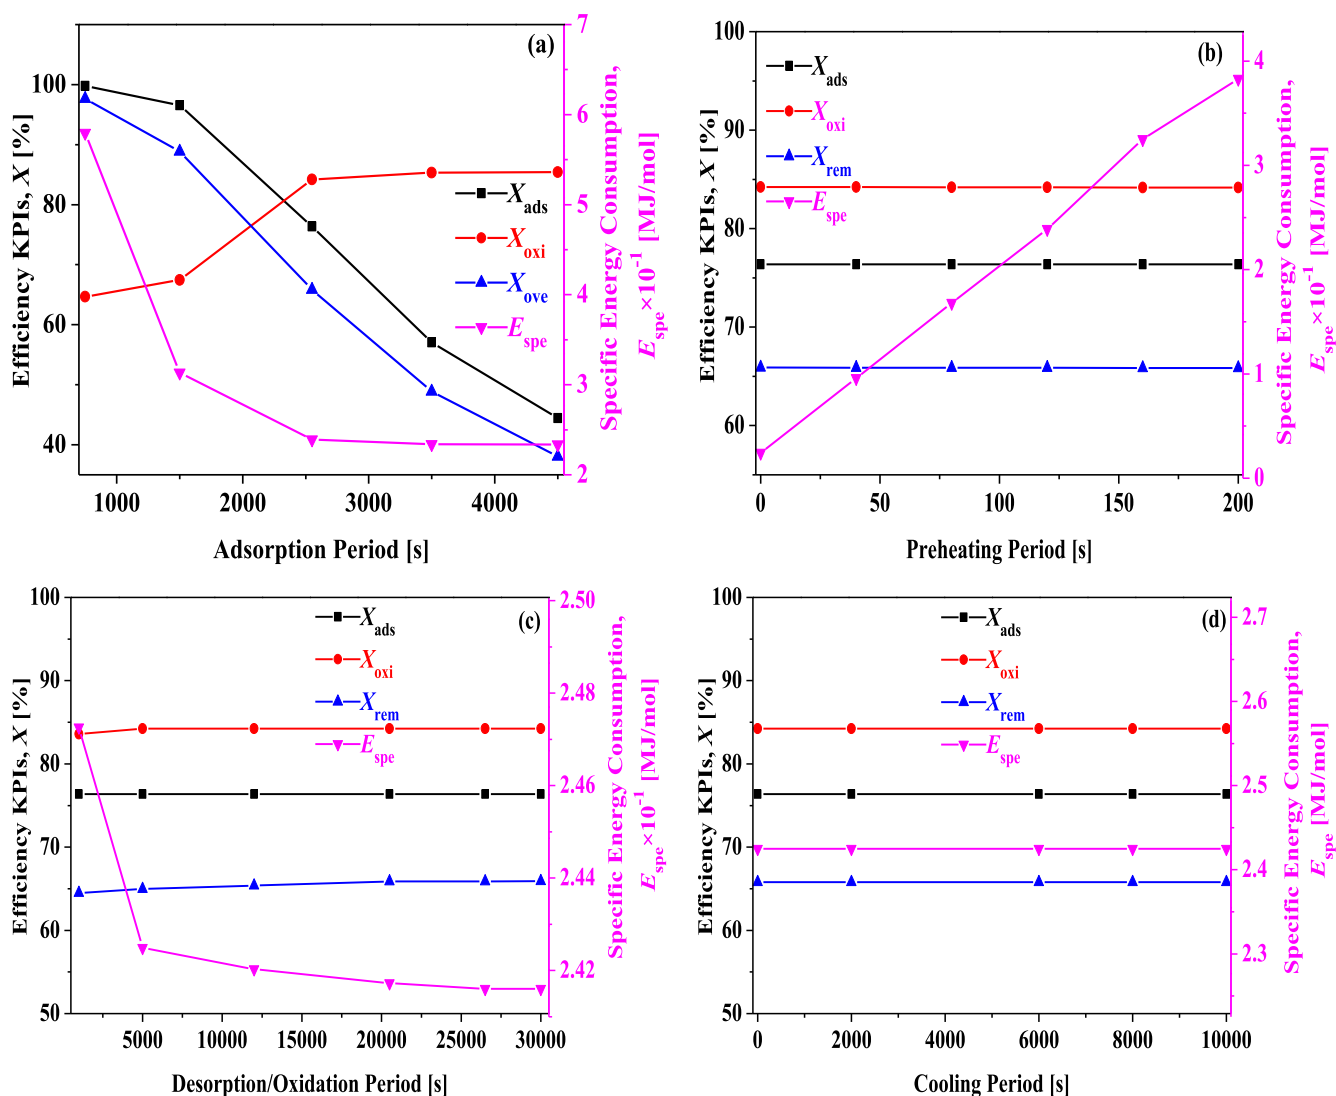 (a)
Efficiency KPIs, X [%]
100
80
60
40
1000 2000 3000 4000
Adsorption Period [s]
X_ads
X_oxi
X_ove
E_spe
7
6
5
4
3
2
Specific Energy Consumption,
E_spe×10⁻¹ [MJ/mol]
(b)
Efficiency KPIs, X [%]
100
90
80
70
60
0 50 100 150 200
Preheating Period [s]
X_ads
X_oxi
X_rem
E_spe
4
3
2
1
0
Specific Energy Consumption,
E_spe×10⁻¹ [MJ/mol]
(c)
Efficiency KPIs, X [%]
100
90
80
70
60
50
5000 10000 15000 20000 25000 30000
Desorption/Oxidation Period [s]
X_ads
X_oxi
X_rem
E_spe
2.50
2.48
2.46
2.44
2.42
Specific Energy Consumption,
E_spe×10⁻¹ [MJ/mol]
(d)
Efficiency KPIs, X [%]
100
90
80
70
60
50
0 2000 4000 6000 8000 10000
Cooling Period [s]
X_ads
X_oxi
X_rem
E_spe
2.7
2.6
2.5
2.4
2.3
Specific Energy Consumption,
E_spe×10⁻¹ [MJ/mol]